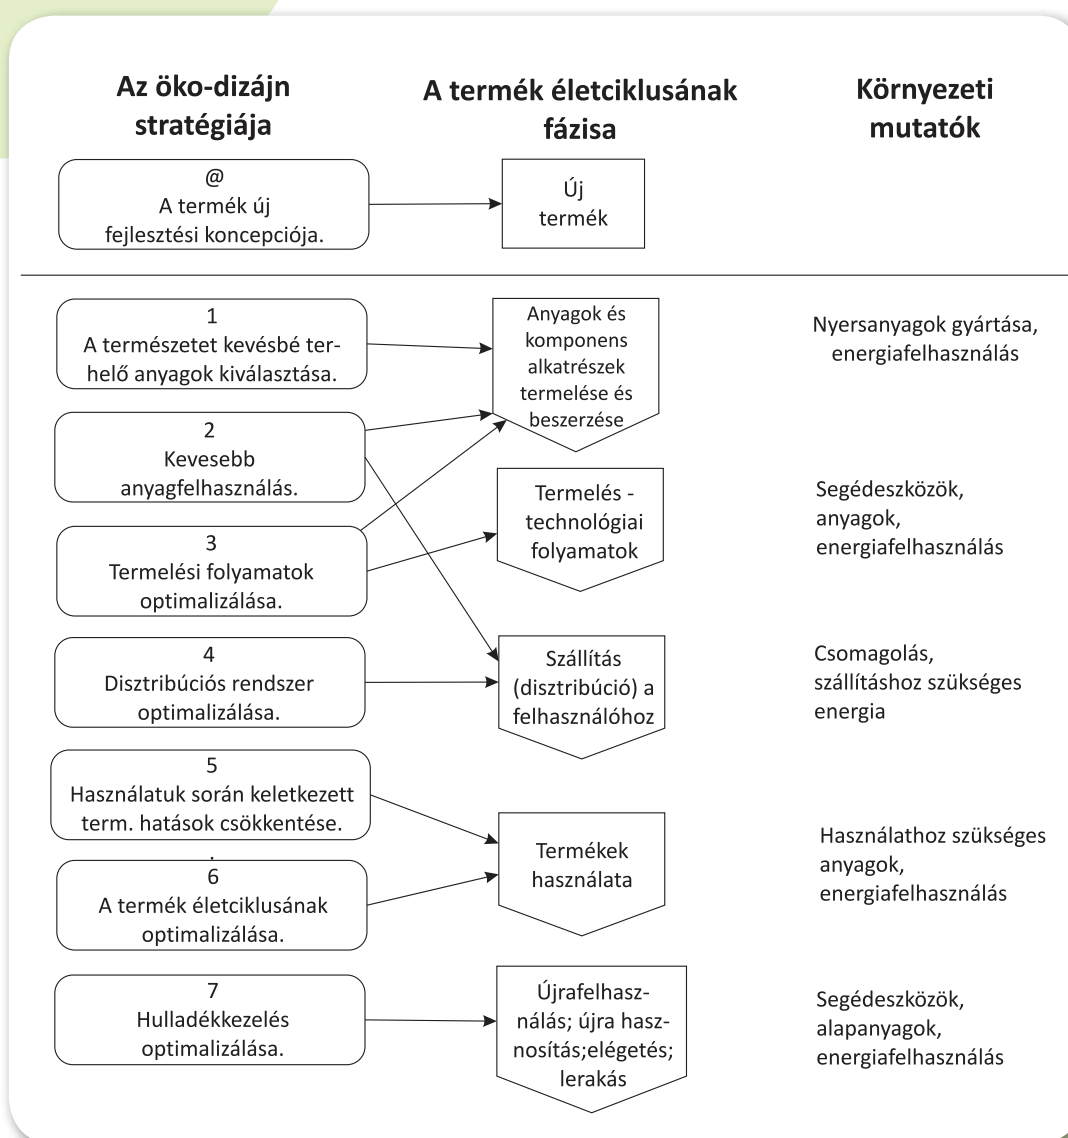 Az öko-dizájn
stratégiája
A termék életciklusának
fázisa
Környezeti
mutatók
@
A termék új
fejlesztési koncepciója.
Új
termék
1
A természetet kevésbé ter-
helő anyagok kiválasztása.
Anyagok és
komponens
alkatrészek
termelése és
beszerzése
Nyersanyagok gyártása,
energiafelhasználás
2
Kevesebb
anyagfelhasználás.
Termelés -
technológiai
folyamatok
Segédeszközök,
anyagok,
energiafelhasználás
3
Termelési folyamatok
optimalizálása.
4
Disztribúciós rendszer
optimalizálása.
Szállítás
(disztribúció) a
felhasználóhoz
Csomagolás,
szállításhoz szükséges
energia
5
Használatuk során keletkezett
term. hatások csökkentése.
.
6
A termék életciklusának
optimalizálása.
Termékek
használata
Használathoz szükséges
anyagok,
energiafelhasználás
7
Hulladékkezelés
optimalizálása.
Újrafelhasz-
nálás; újra hasz-
nosítás;elégetés;
lerakás
Segédeszközök,
alapanyagok,
energiafelhasználás